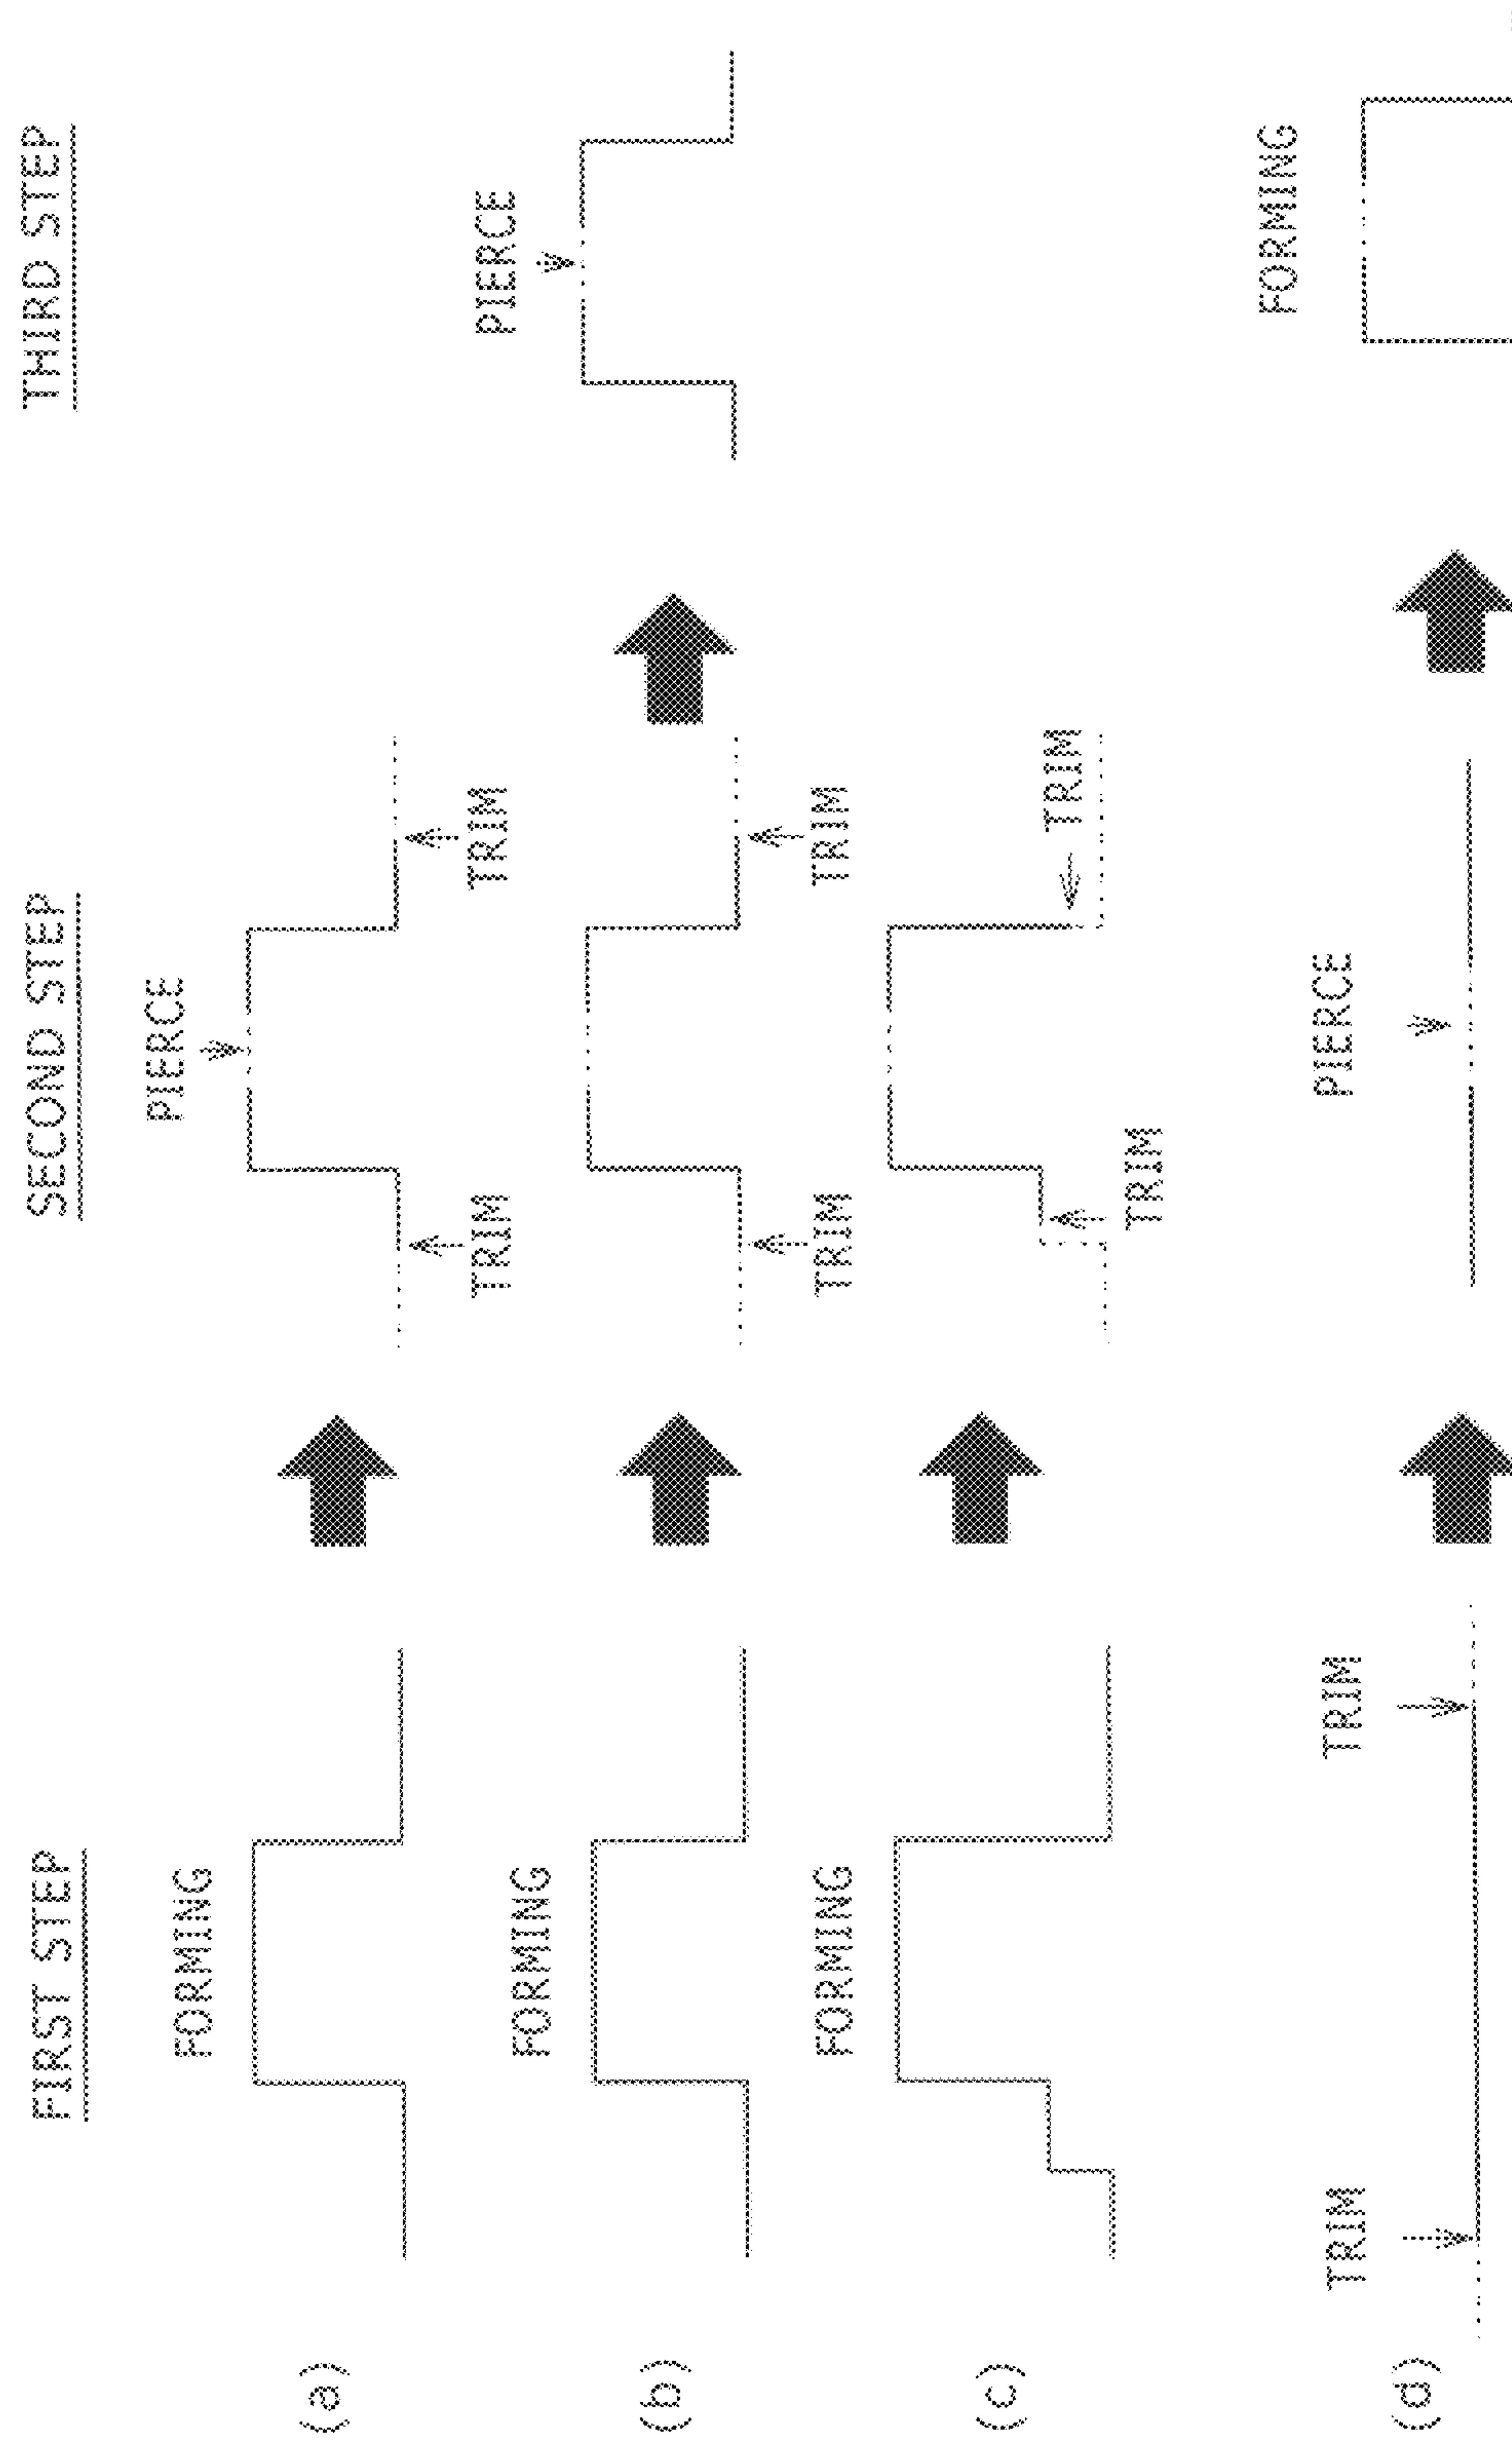 FIRST STEP
SECOND STEP
THIRD STEP
(a)
FORMING
PIERCE
TRIM
TRIM
(b)
FORMING
TRIM
TRIM
PIERCE
(c)
FORMING
TRIM
TRIM
(d)
TRIM
TRIM
PIERCE
FORMING